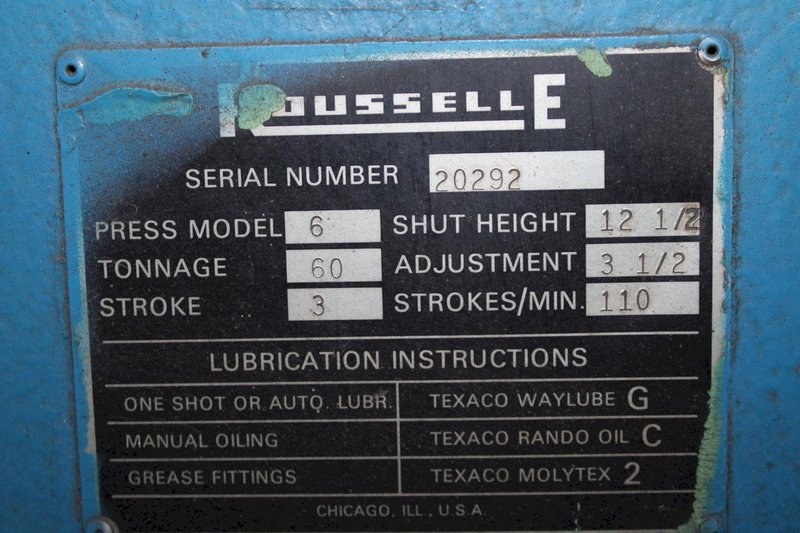 ROUSSELLE
SERIAL NUMBER 20292
PRESS MODEL 6 SHUT HEIGHT 12 1/2
TONNAGE 60 ADJUSTMENT 3 1/2
STROKE 3 STROKES/MIN. 110
LUBRICATION INSTRUCTIONS
ONE SHOT OR AUTO. LUBR. TEXACO WAYLUBE G
MANUAL OILING TEXACO RANDO OIL C
GREASE FITTINGS TEXACO MOLYTEX 2
CHICAGO, ILL., U.S.A.